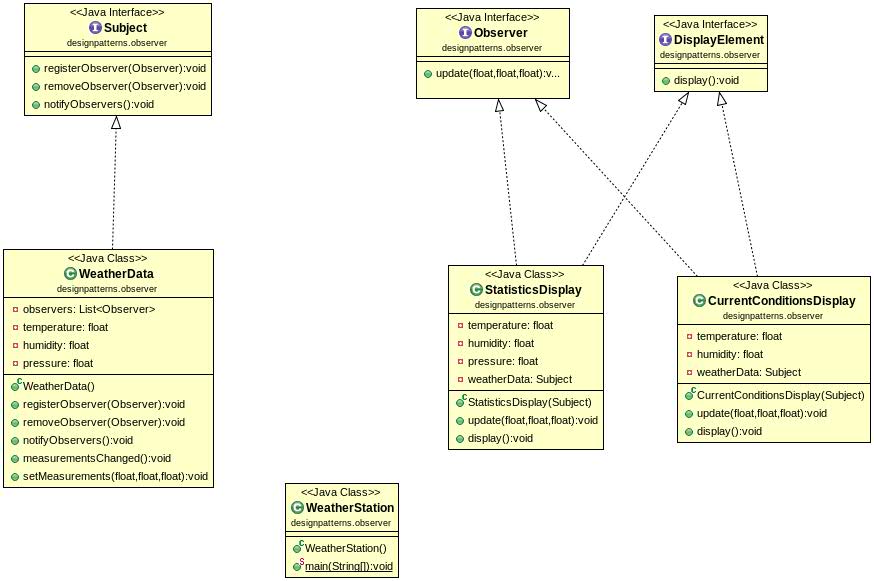 <<Java Interface>>
Subject
designpatterns.observer
registerObserver(Observer):void
removeObserver(Observer):void
notifyObservers():void
<<Java Interface>>
Observer
designpatterns.observer
update(float,float,float):v...
<<Java Interface>>
DisplayElement
designpatterns.observer
display():void
<<Java Class>>
WeatherData
designpatterns.observer
observers: List<Observer>
temperature: float
humidity: float
pressure: float
WeatherData()
registerObserver(Observer):void
removeObserver(Observer):void
notifyObservers():void
measurementsChanged():void
setMeasurements(float,float,float):void
<<Java Class>>
StatisticsDisplay
designpatterns.observer
temperature: float
humidity: float
pressure: float
weatherData: Subject
StatisticsDisplay(Subject)
update(float,float,float):void
display():void
<<Java Class>>
CurrentConditionsDisplay
designpatterns.observer
temperature: float
humidity: float
weatherData: Subject
CurrentConditionsDisplay(Subject)
update(float,float,float):void
display():void
<<Java Class>>
WeatherStation
designpatterns.observer
WeatherStation()
main(String[]):void